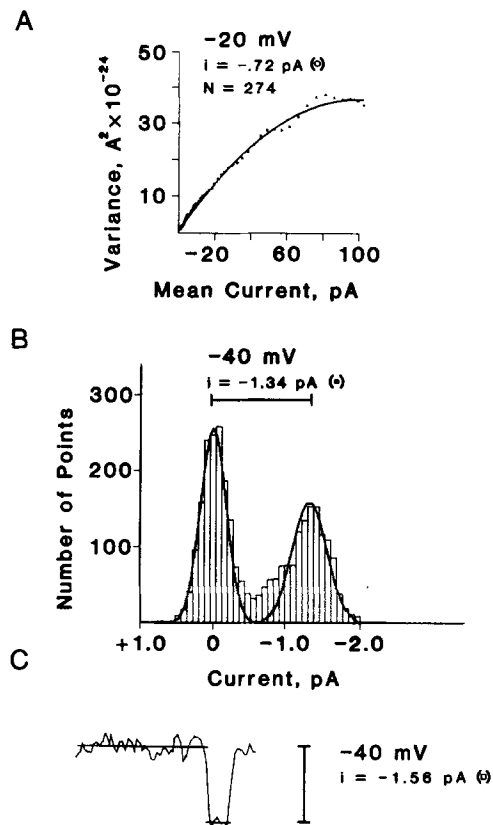 A
-20 mV
i = -.72 pA (⊙)
N = 274
50
30
10
Variance, A² × 10⁻²⁴
-20 60 100
Mean Current, pA
B
-40 mV
i = -1.34 pA (▪)
300
200
100
Number of Points
+1.0 0 -1.0 -2.0
Current, pA
C
-40 mV
i = -1.56 pA (¤)